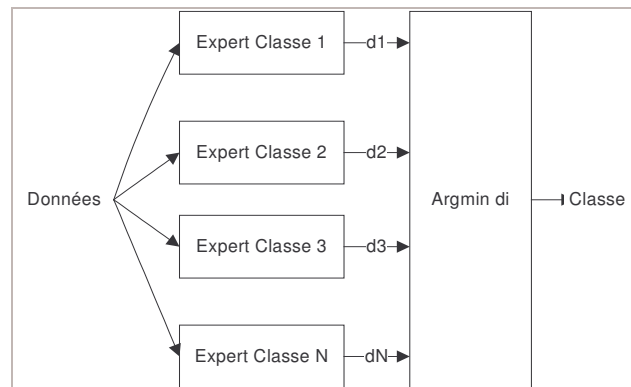 Expert Classe 1
d1
Expert Classe 2
d2
Données
Argmin di
Classe
Expert Classe 3
d3
Expert Classe N
dN